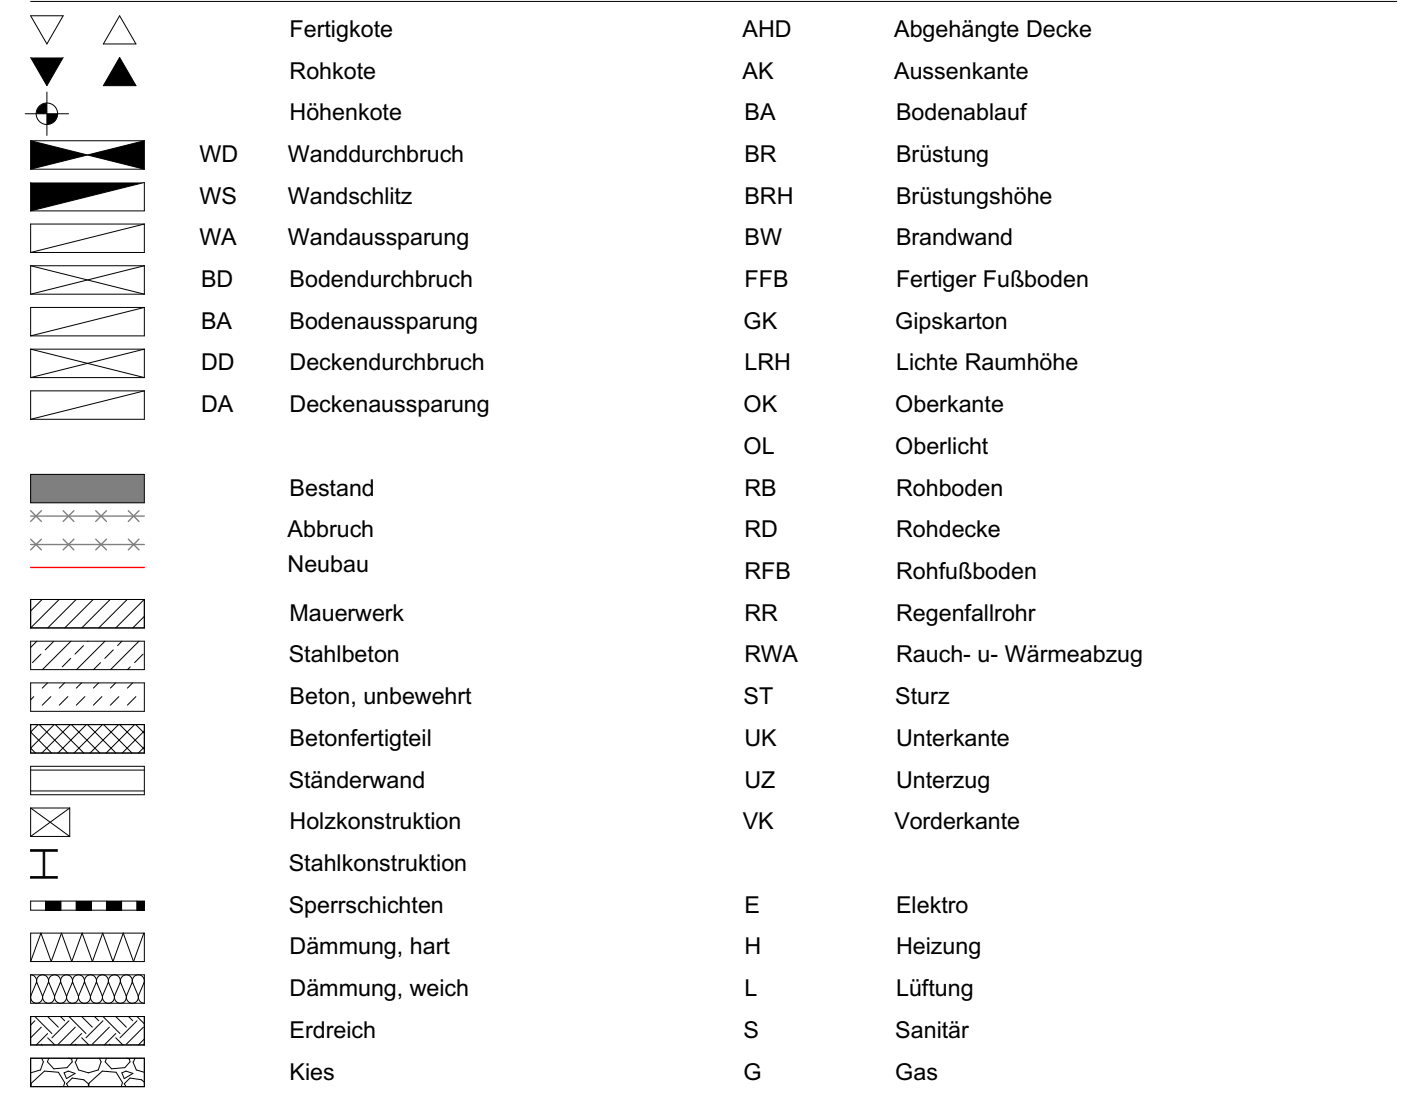 Fertigkote AHD Abgehängte Decke
Rohkote AK Aussenkante
Höhenkote BA Bodenablauf
WD Wanddurchbruch BR Brüstung
WS Wandschlitz BRH Brüstungshöhe
WA Wandaussparung BW Brandwand
BD Bodendurchbruch FFB Fertiger Fußboden
BA Bodenaussparung GK Gipskarton
DD Deckendurchbruch LRH Lichte Raumhöhe
DA Deckenaussparung OK Oberkante
OL Oberlicht
Bestand RB Rohboden
Abbruch RD Rohdecke
Neubau RFB Rohfußboden
Mauerwerk RR Regenfallrohr
Stahlbeton RWA Rauch- u- Wärmeabzug
Beton, unbewehrt ST Sturz
Betonfertigteil UK Unterkante
Ständerwand UZ Unterzug
Holzkonstruktion VK Vorderkante
Stahlkonstruktion
Sperrschichten E Elektro
Dämmung, hart H Heizung
Dämmung, weich L Lüftung
Erdreich S Sanitär
Kies G Gas